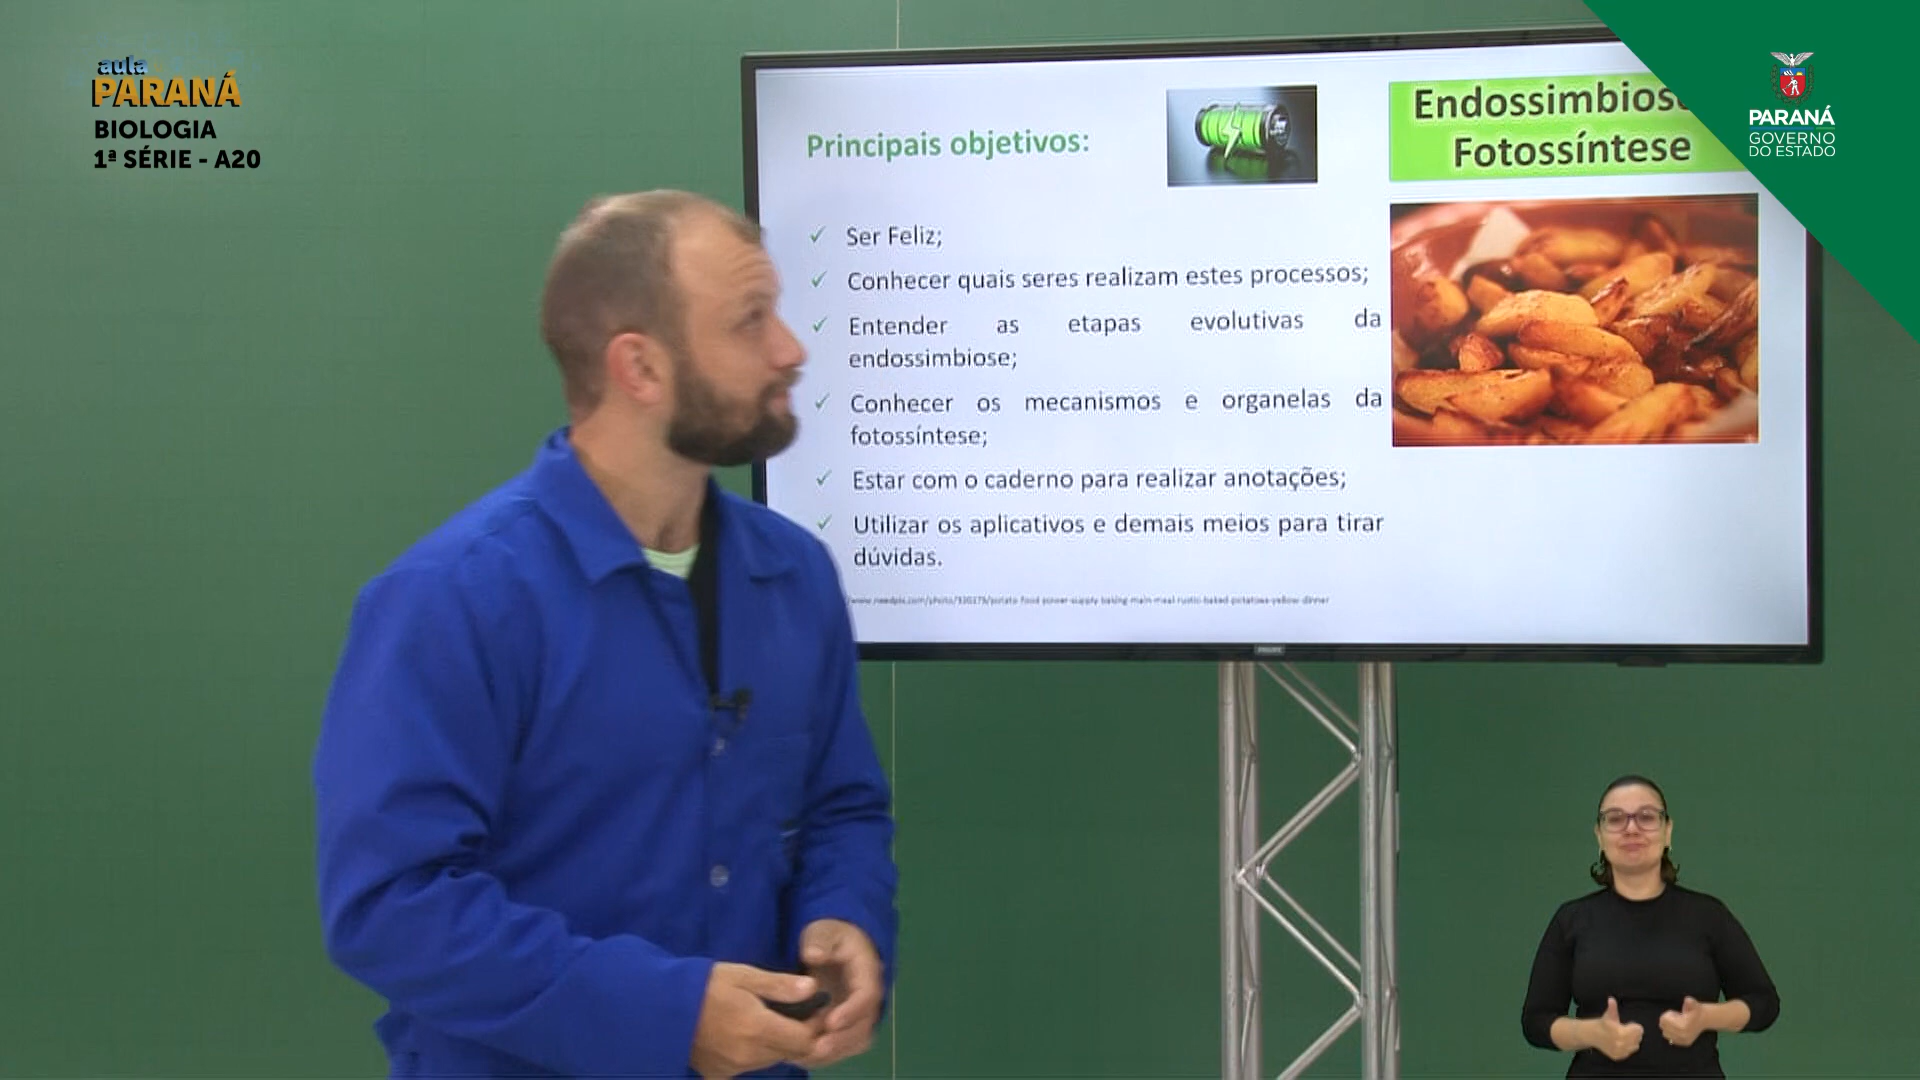 aula
PARANÁ
BIOLOGIA
1ª SÉRIE - A20
Principais objetivos:
Endossimbiose
Fotossíntese
PARANÁ
GOVERNO
DO ESTADO
Ser Feliz;
Conhecer quais seres realizam estes processos;
Entender as etapas evolutivas da
endossimbiose;
Conhecer os mecanismos e organelas da
fotossíntese;
Estar com o caderno para realizar anotações;
Utilizar os aplicativos e demais meios para tirar
dúvidas.
PHILIPS